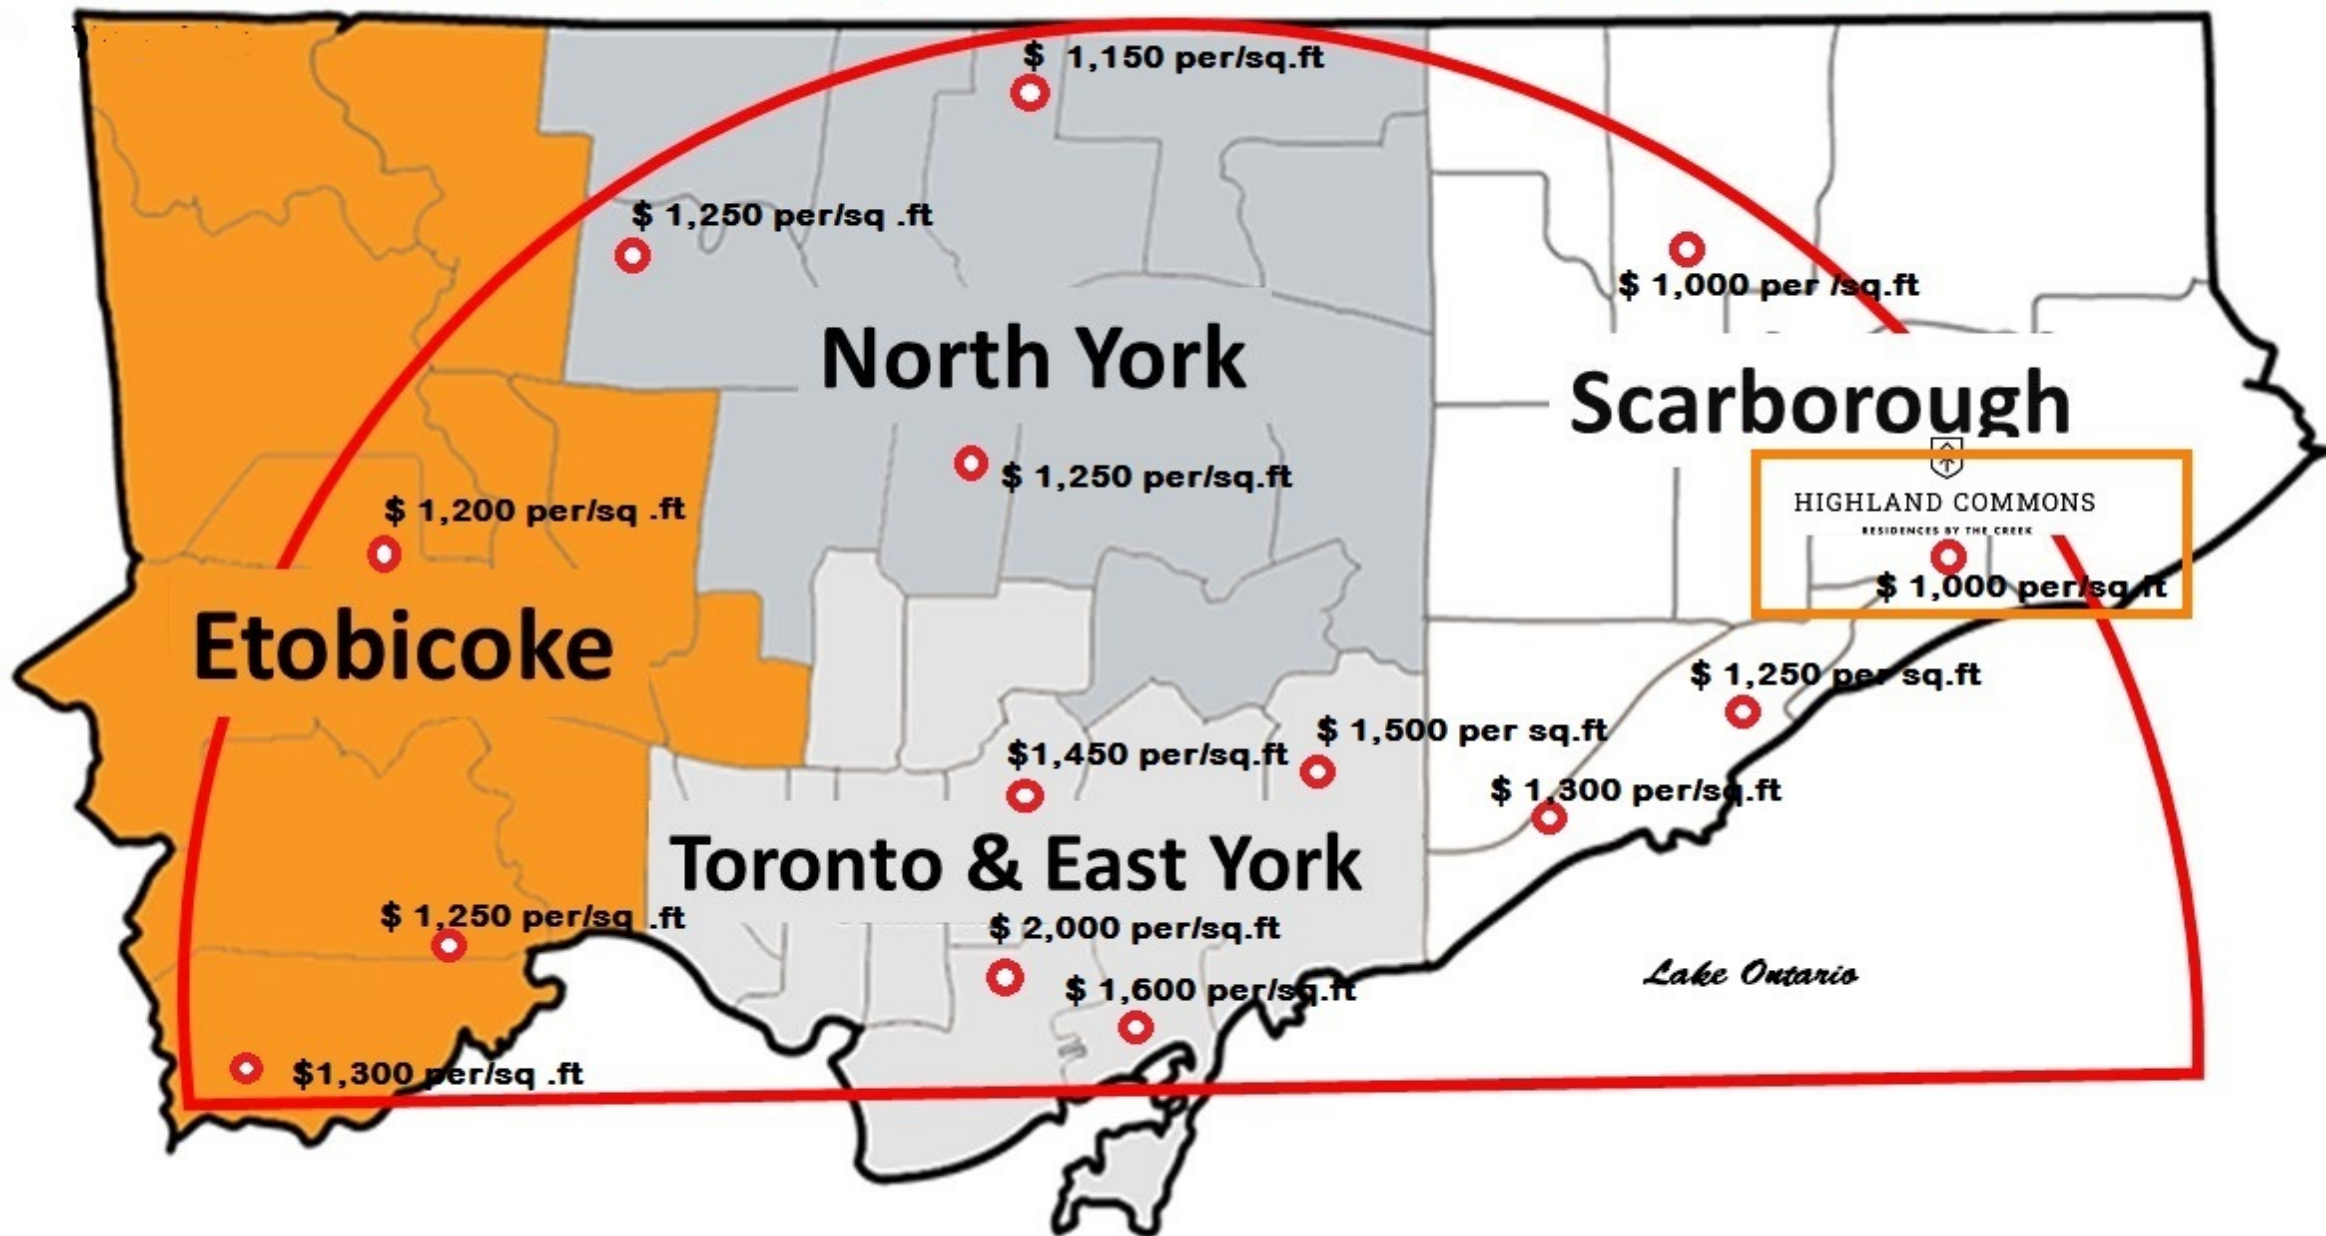 $ 1,150 per/sq.ft
$ 1,250 per/sq .ft
$ 1,000 per /sq.ft
North York
Scarborough
$ 1,250 per/sq.ft
HIGHLAND COMMONS
RESIDENCES BY THE CREEK
$ 1,200 per/sq .ft
$ 1,000 per/sq.ft
Etobicoke
$ 1,250 per sq.ft
$ 1,500 per sq.ft
$1,450 per/sq.ft
$ 1,300 per/sq.ft
Toronto & East York
$ 1,250 per/sq .ft
$ 2,000 per/sq.ft
Lake Ontario
$ 1,600 per/sq.ft
$1,300 per/sq .ft